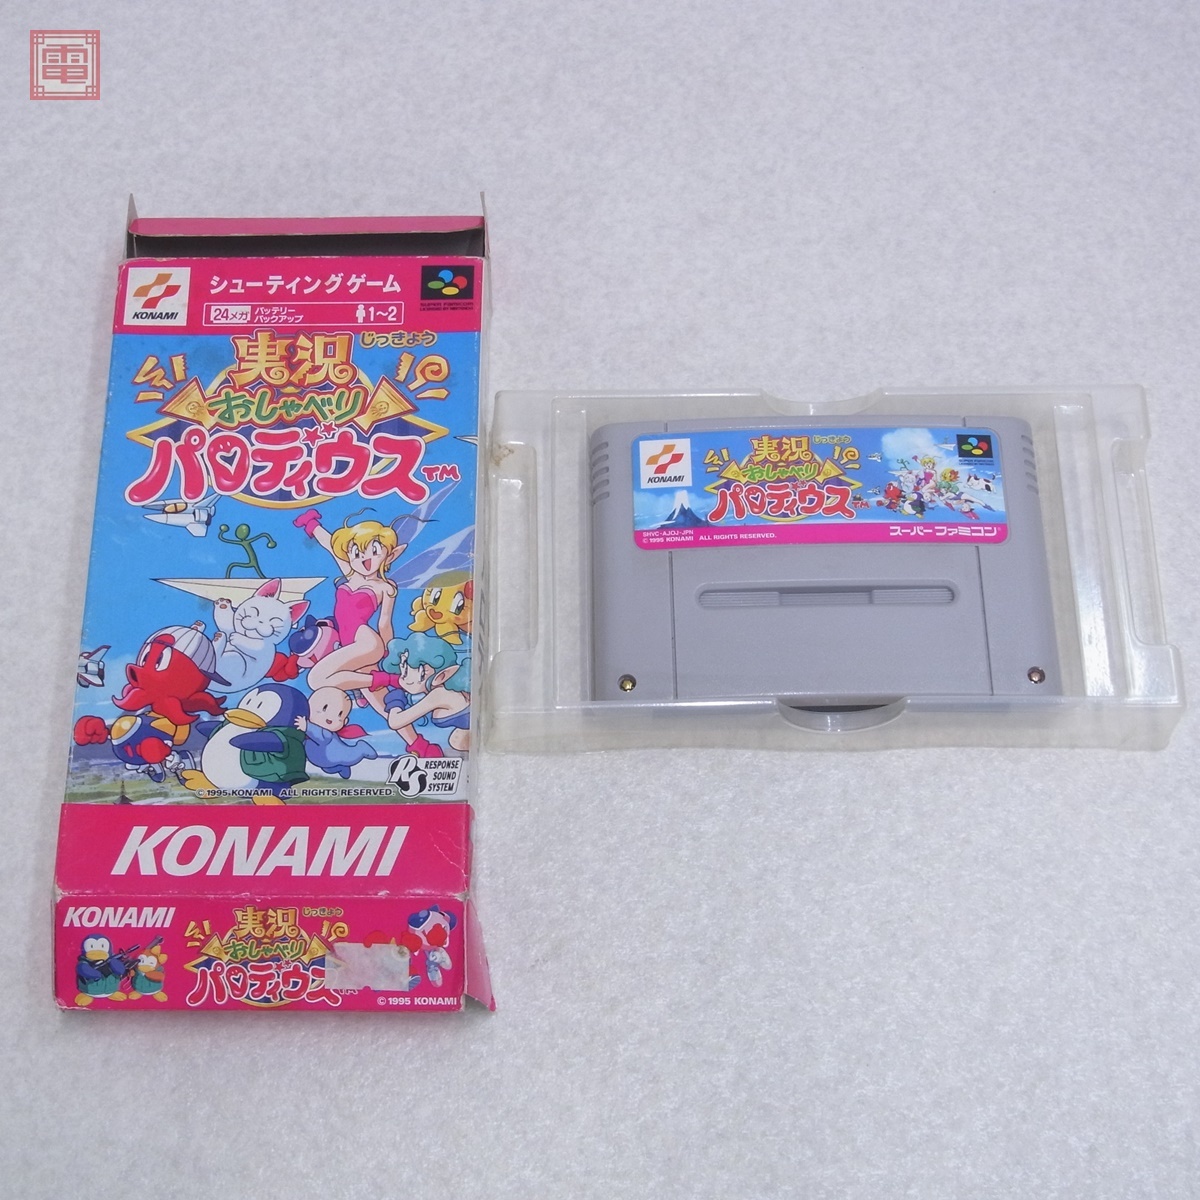 電
KONAMI
シューティングゲーム
24メガ バッテリーバックアップ 1~2
SUPER FAMICOM
LICENSED BY NINTENDO
じっきょう
実況
おしゃべり
パロディウス TM
RS RESPONSE SOUND SYSTEM
© 1995 KONAMI ALL RIGHTS RESERVED.
KONAMI
KONAMI
じっきょう
実況
おしゃべり
パロディウス TM
© 1995 KONAMI
KONAMI
じっきょう
実況
おしゃべり
パロディウス TM
SHVC-AJOJ-JPN
© 1995 KONAMI ALL RIGHTS RESERVED.
スーパーファミコン